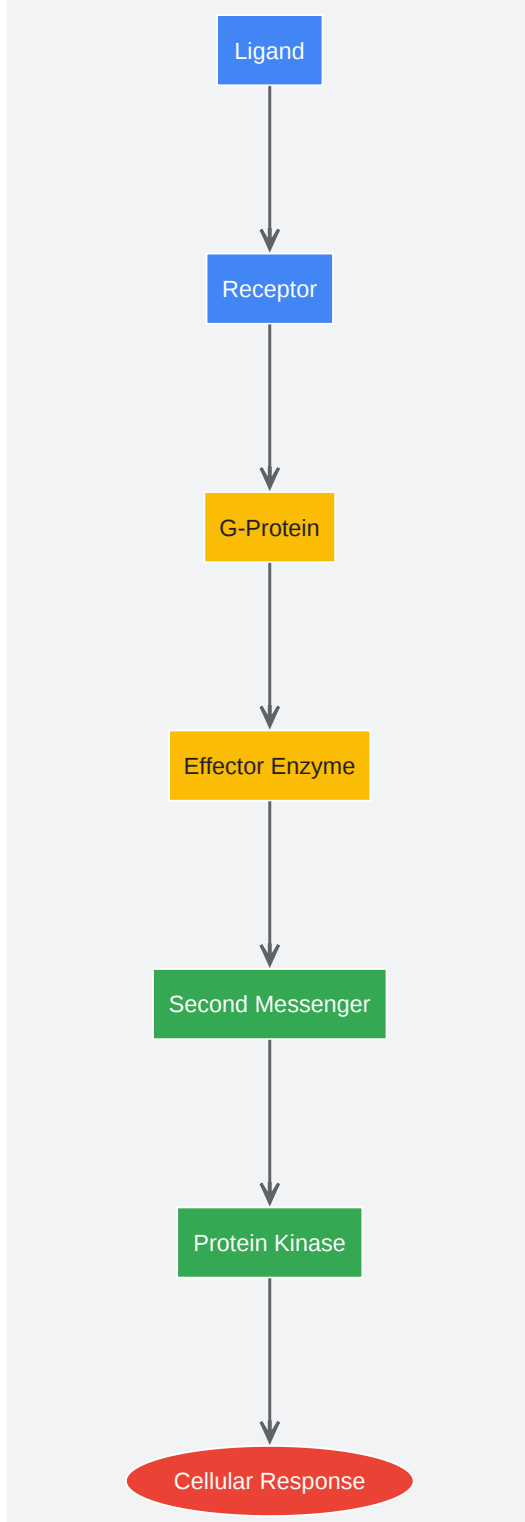 Ligand
Receptor
G-Protein
Effector Enzyme
Second Messenger
Protein Kinase
Cellular Response